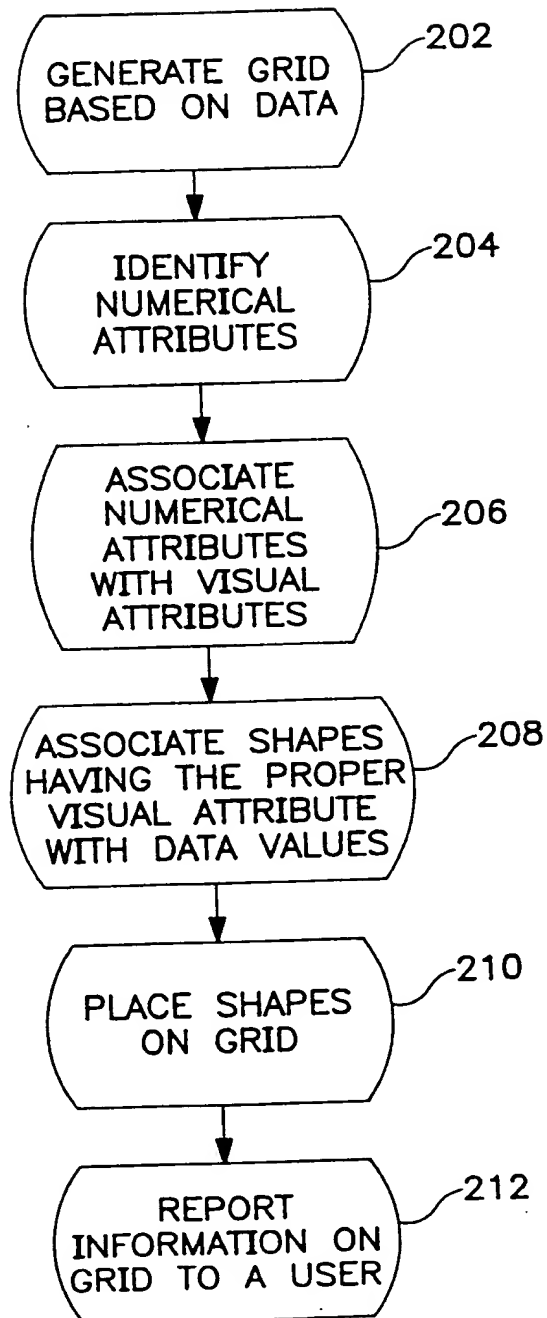 202
GENERATE GRID
BASED ON DATA
204
IDENTIFY
NUMERICAL
ATTRIBUTES
206
ASSOCIATE
NUMERICAL
ATTRIBUTES
WITH VISUAL
ATTRIBUTES
208
ASSOCIATE SHAPES
HAVING THE PROPER
VISUAL ATTRIBUTE
WITH DATA VALUES
210
PLACE SHAPES
ON GRID
212
REPORT
INFORMATION ON
GRID TO A USER